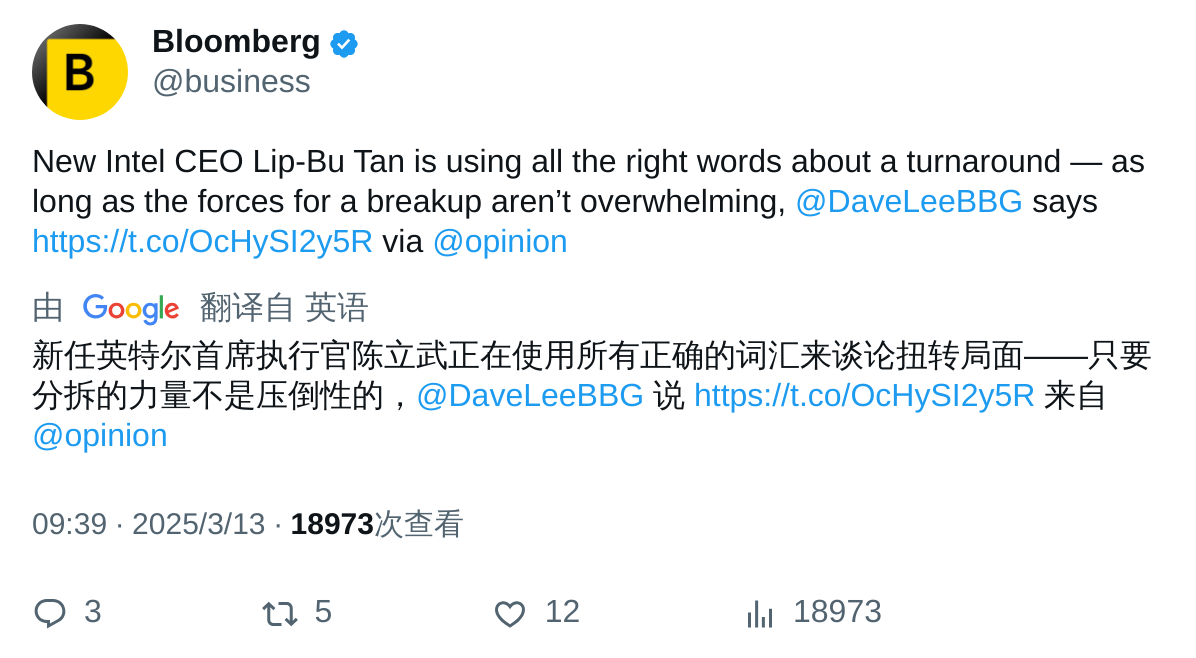 B
Bloomberg
@business
New Intel CEO Lip-Bu Tan is using all the right words about a turnaround — as
long as the forces for a breakup aren’t overwhelming, @DaveLeeBBG says
https://t.co/OcHySI2y5R via @opinion
由 Google 翻译自 英语
新任英特尔首席执行官陈立武正在使用所有正确的词汇来谈论扭转局面——只要
分拆的力量不是压倒性的，@DaveLeeBBG 说 https://t.co/OcHySI2y5R 来自
@opinion
09:39 · 2025/3/13 · 18973次查看
3 5 12 18973